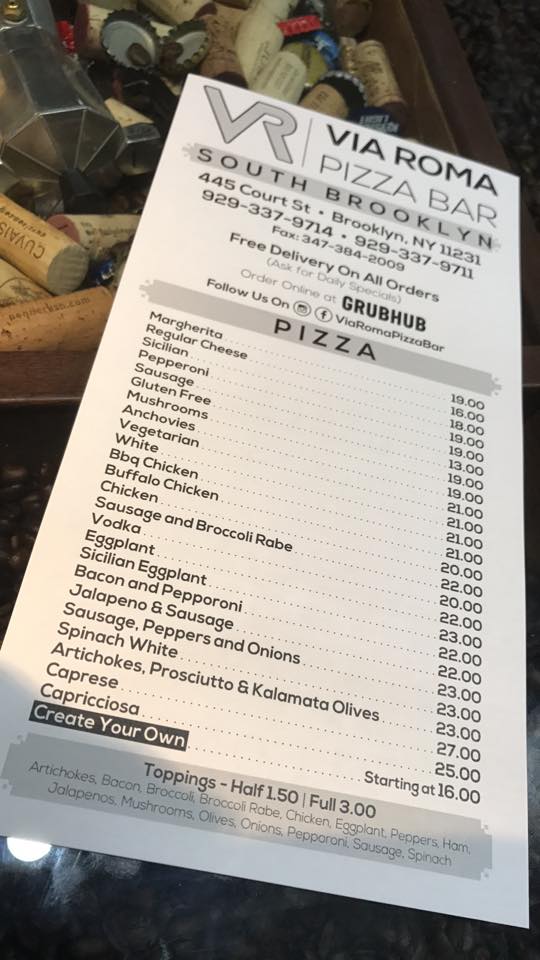 VR VIA ROMA
PIZZA BAR
SOUTH BROOKLYN
445 Court St • Brooklyn, NY 11231
929-337-9714 • 929-337-9711
Fax: 347-384-2009
Free Delivery On All Orders
(Ask for Daily Specials)
Order Online at GRUBHUB
Follow Us On ViaRomaPizzaBar
PIZZA
Margherita 19.00
Regular Cheese 16.00
Sicilian 18.00
Pepperoni 19.00
Sausage 19.00
Gluten Free 13.00
Mushrooms 19.00
Anchovies 19.00
Vegetarian 21.00
White 21.00
Bbq Chicken 21.00
Buffalo Chicken 21.00
Chicken 20.00
Sausage and Broccoli Rabe 22.00
Vodka 20.00
Eggplant 22.00
Sicilian Eggplant 23.00
Bacon and Pepporoni 22.00
Jalapeno & Sausage 22.00
Sausage, Peppers and Onions 23.00
Spinach White 23.00
Artichokes, Prosciutto & Kalamata Olives 23.00
Caprese 27.00
Capricciosa 25.00
Create Your Own Starting at 16.00
Toppings - Half 1.50 | Full 3.00
Artichokes, Bacon, Broccoli, Broccoli Rabe, Chicken, Eggplant, Peppers, Ham,
Jalapenos, Mushrooms, Olives, Onions, Pepporoni, Sausage, Spinach